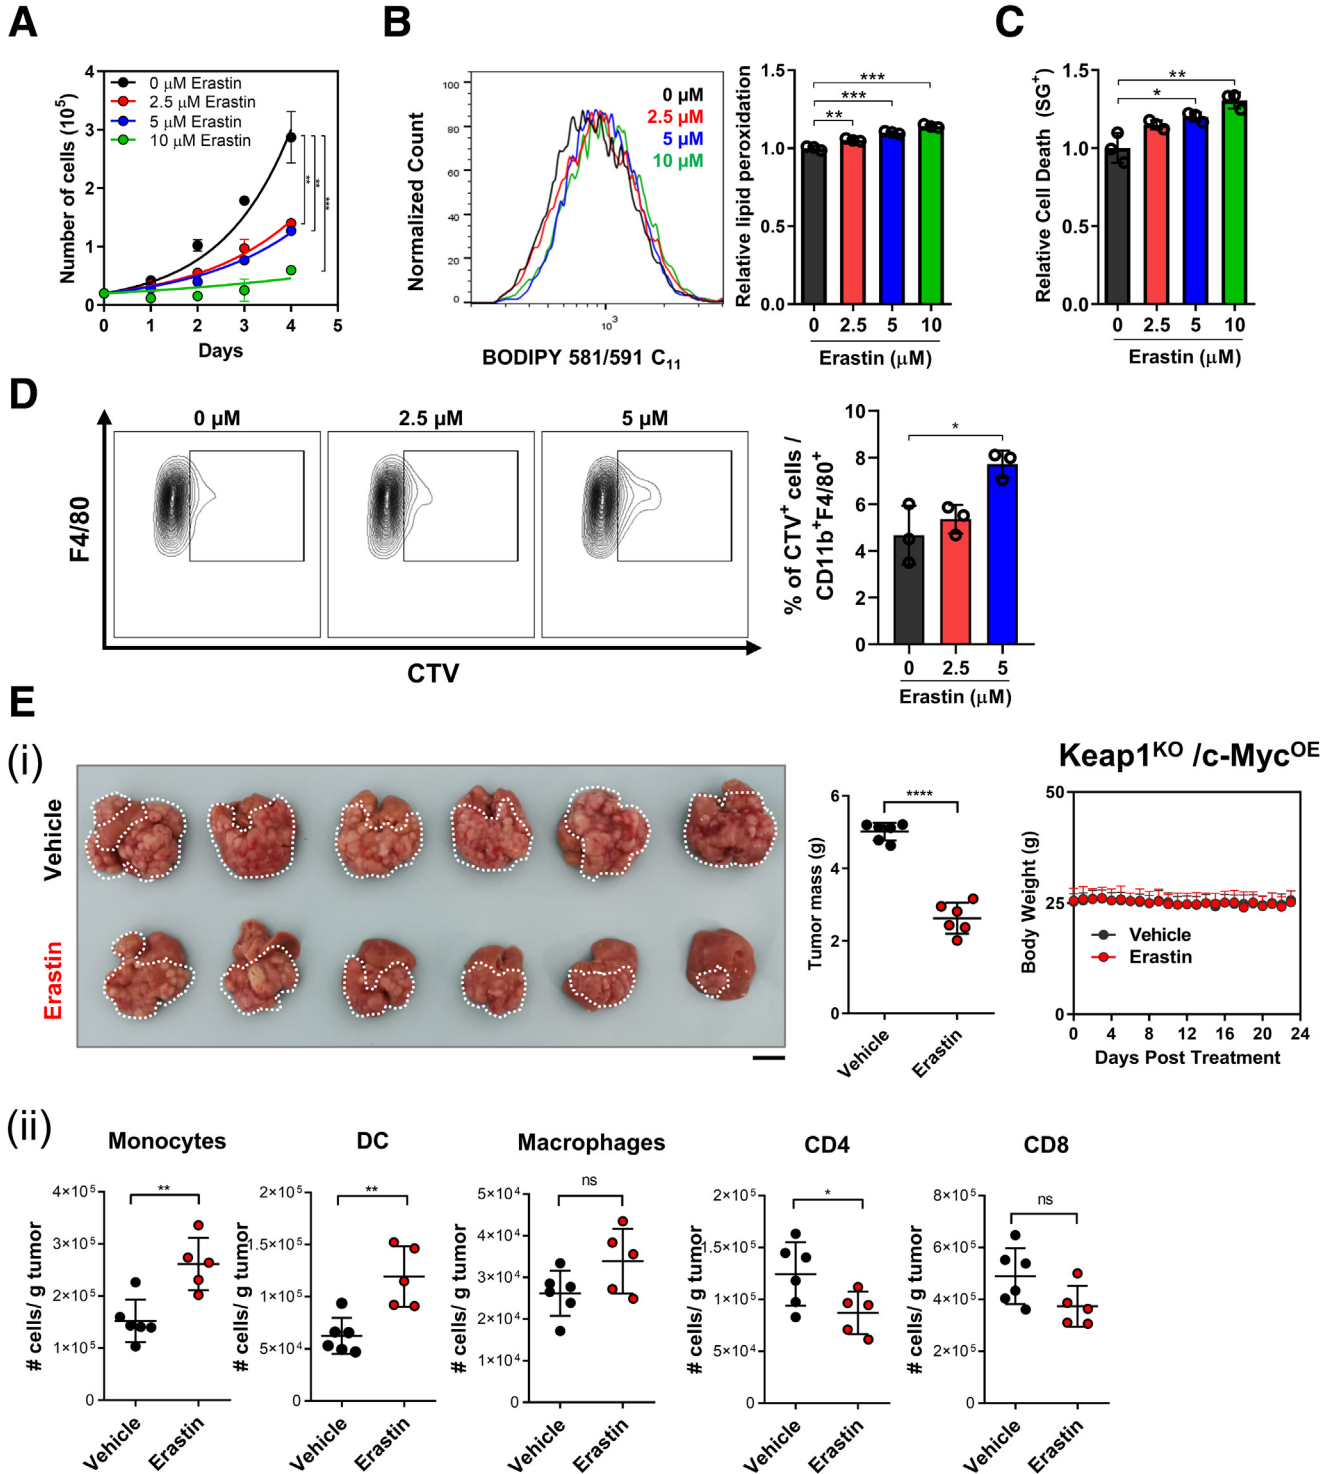 A
4
3
2
1
0
Number of cells (10⁵)
0 μM Erastin
2.5 μM Erastin
5 μM Erastin
10 μM Erastin
**
**
***
0 1 2 3 4 5
Days
B
100
80
60
40
20
0
Normalized Count
0 μM
2.5 μM
5 μM
10 μM
10³
BODIPY 581/591 C₁₁
1.5
1.0
0.5
0.0
Relative lipid peroxidation
***
***
**
0 2.5 5 10
Erastin (μM)
C
1.5
1.0
0.5
0.0
Relative Cell Death (SG⁺)
**
*
0 2.5 5 10
Erastin (μM)
D
0 μM 2.5 μM 5 μM
F4/80
CTV
10
8
6
4
2
0
% of CTV⁺ cells /
CD11b⁺F4/80⁺
*
0 2.5 5
Erastin (μM)
E
(i)
Vehicle
Erastin
6
4
2
0
Tumor mass (g)
****
Vehicle Erastin
Keap1ᴷᴼ /c-Mycᴼᴱ
50
25
0
Body Weight (g)
Vehicle
Erastin
0 4 8 12 16 20 24
Days Post Treatment
(ii)
Monocytes
4×10⁵
3×10⁵
2×10⁵
1×10⁵
0
# cells/ g tumor
**
Vehicle Erastin
DC
2×10⁵
1.5×10⁵
1×10⁵
5×10⁴
0
# cells/ g tumor
**
Vehicle Erastin
Macrophages
5×10⁴
4×10⁴
3×10⁴
2×10⁴
1×10⁴
0
# cells/ g tumor
ns
Vehicle Erastin
CD4
2×10⁵
1.5×10⁵
1×10⁵
5×10⁴
0
# cells/ g tumor
*
Vehicle Erastin
CD8
8×10⁵
6×10⁵
4×10⁵
2×10⁵
0
# cells/ g tumor
ns
Vehicle Erastin